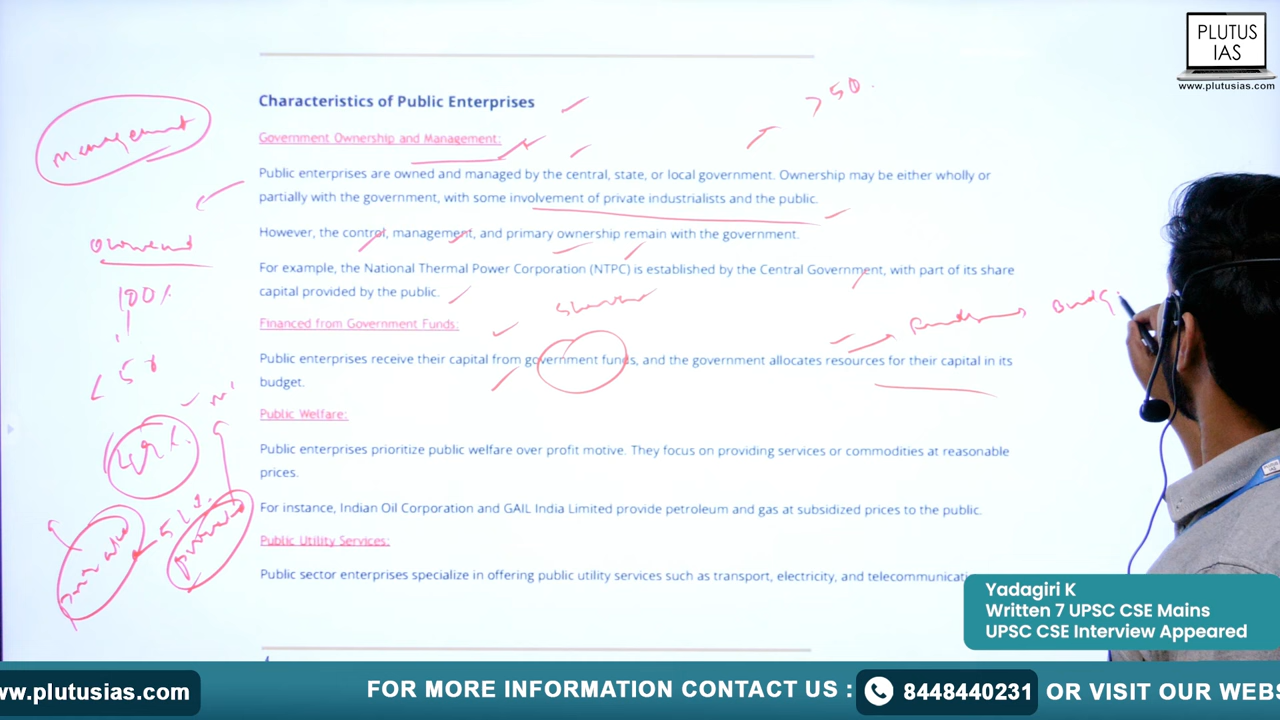 PLUTUS
IAS
www.plutusias.com
> 50
Characteristics of Public Enterprises
management
Government Ownership and Management:
Public enterprises are owned and managed by the central, state, or local government. Ownership may be either wholly or
partially with the government, with some involvement of private industrialists and the public.
However, the control, management, and primary ownership remain with the government.
For example, the National Thermal Power Corporation (NTPC) is established by the Central Government, with part of its share
capital provided by the public.
100%
Financed from Government Funds:
Public enterprises receive their capital from government funds, and the government allocates resources for their capital in its
budget.
Public Welfare:
49%
Public enterprises prioritize public welfare over profit motive. They focus on providing services or commodities at reasonable
prices.
For instance, Indian Oil Corporation and GAIL India Limited provide petroleum and gas at subsidized prices to the public.
51%
Public Utility Services:
Public sector enterprises specialize in offering public utility services such as transport, electricity, and
Yadagiri K
Written 7 UPSC CSE Mains
UPSC CSE Interview Appeared
ww.plutusias.com
FOR MORE INFORMATION CONTACT US :
8448440231
OR VISIT OUR WEBS